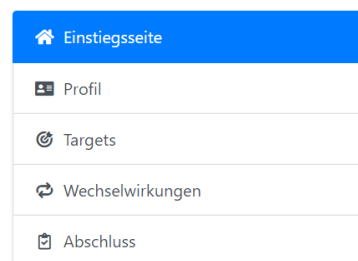 Einstiegsseite
Profil
Targets
Wechselwirkungen
Abschluss